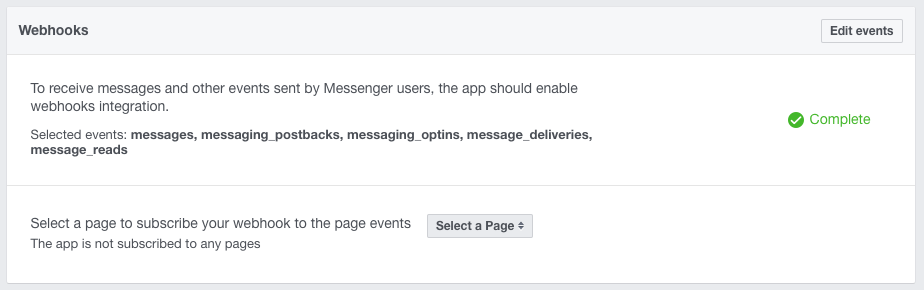 Webhooks
Edit events
To receive messages and other events sent by Messenger users, the app should enable
webhooks integration.
Complete
Selected events: messages, messaging_postbacks, messaging_optins, message_deliveries,
message_reads
Select a page to subscribe your webhook to the page events
Select a Page
The app is not subscribed to any pages